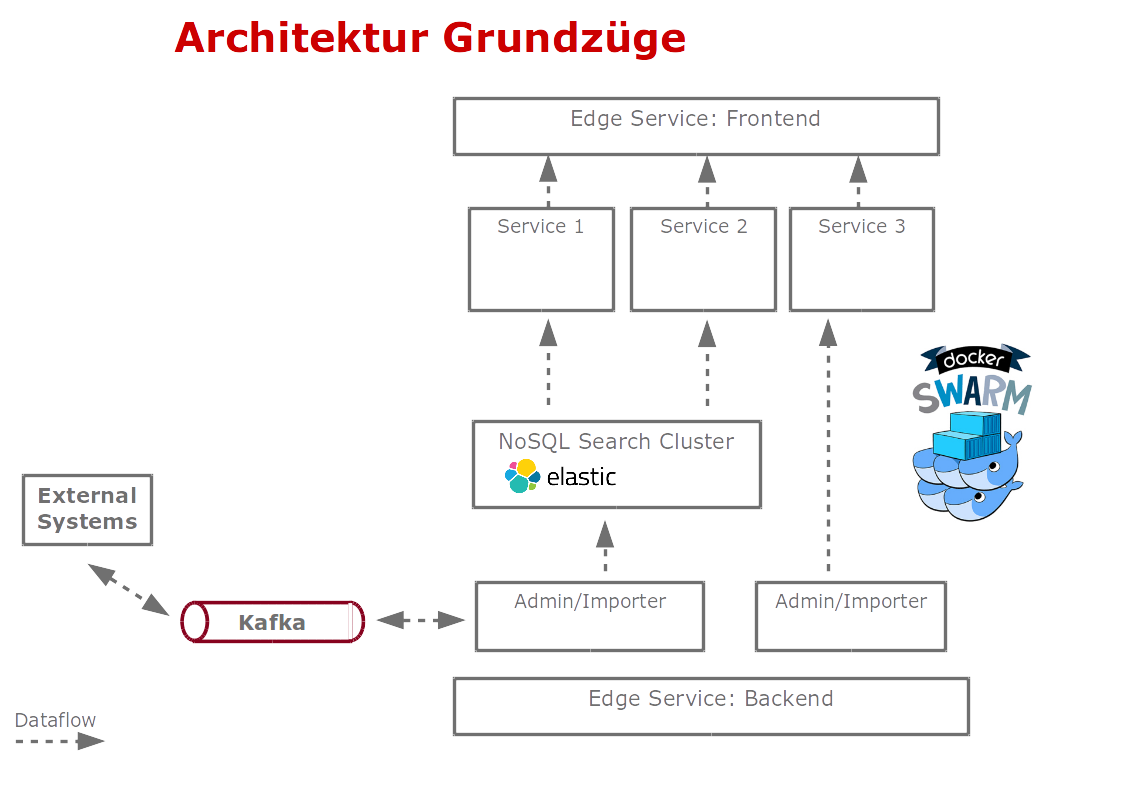 Architektur Grundzüge
Edge Service: Frontend
Service 1
Service 2
Service 3
docker
SWARM
NoSQL Search Cluster
elastic
External
Systems
Admin/Importer
Admin/Importer
Kafka
Edge Service: Backend
Dataflow